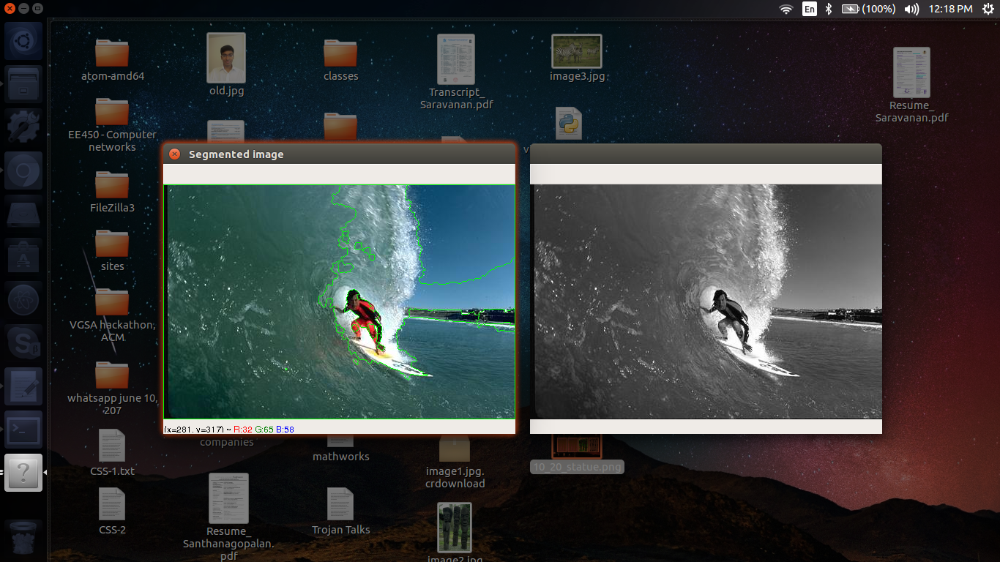 En
(100%)
12:18 PM
atom-amd64
old.jpg
classes
Transcript_
Saravanan.pdf
image3.jpg
Resume_
Saravanan.pdf
EE450 - Computer
networks
Segmented image
FileZilla3
sites
VGSA hackathon,
ACM
whatsapp june 10,
207
(x=281, y=317) ~ R:32 G:65 B:58
companies
mathworks
image1.jpg.
crdownload
10_20_statue.png
CSS-1.txt
CSS-2
Resume_
Santhanagopalan.
pdf
Trojan Talks
image2.jpg